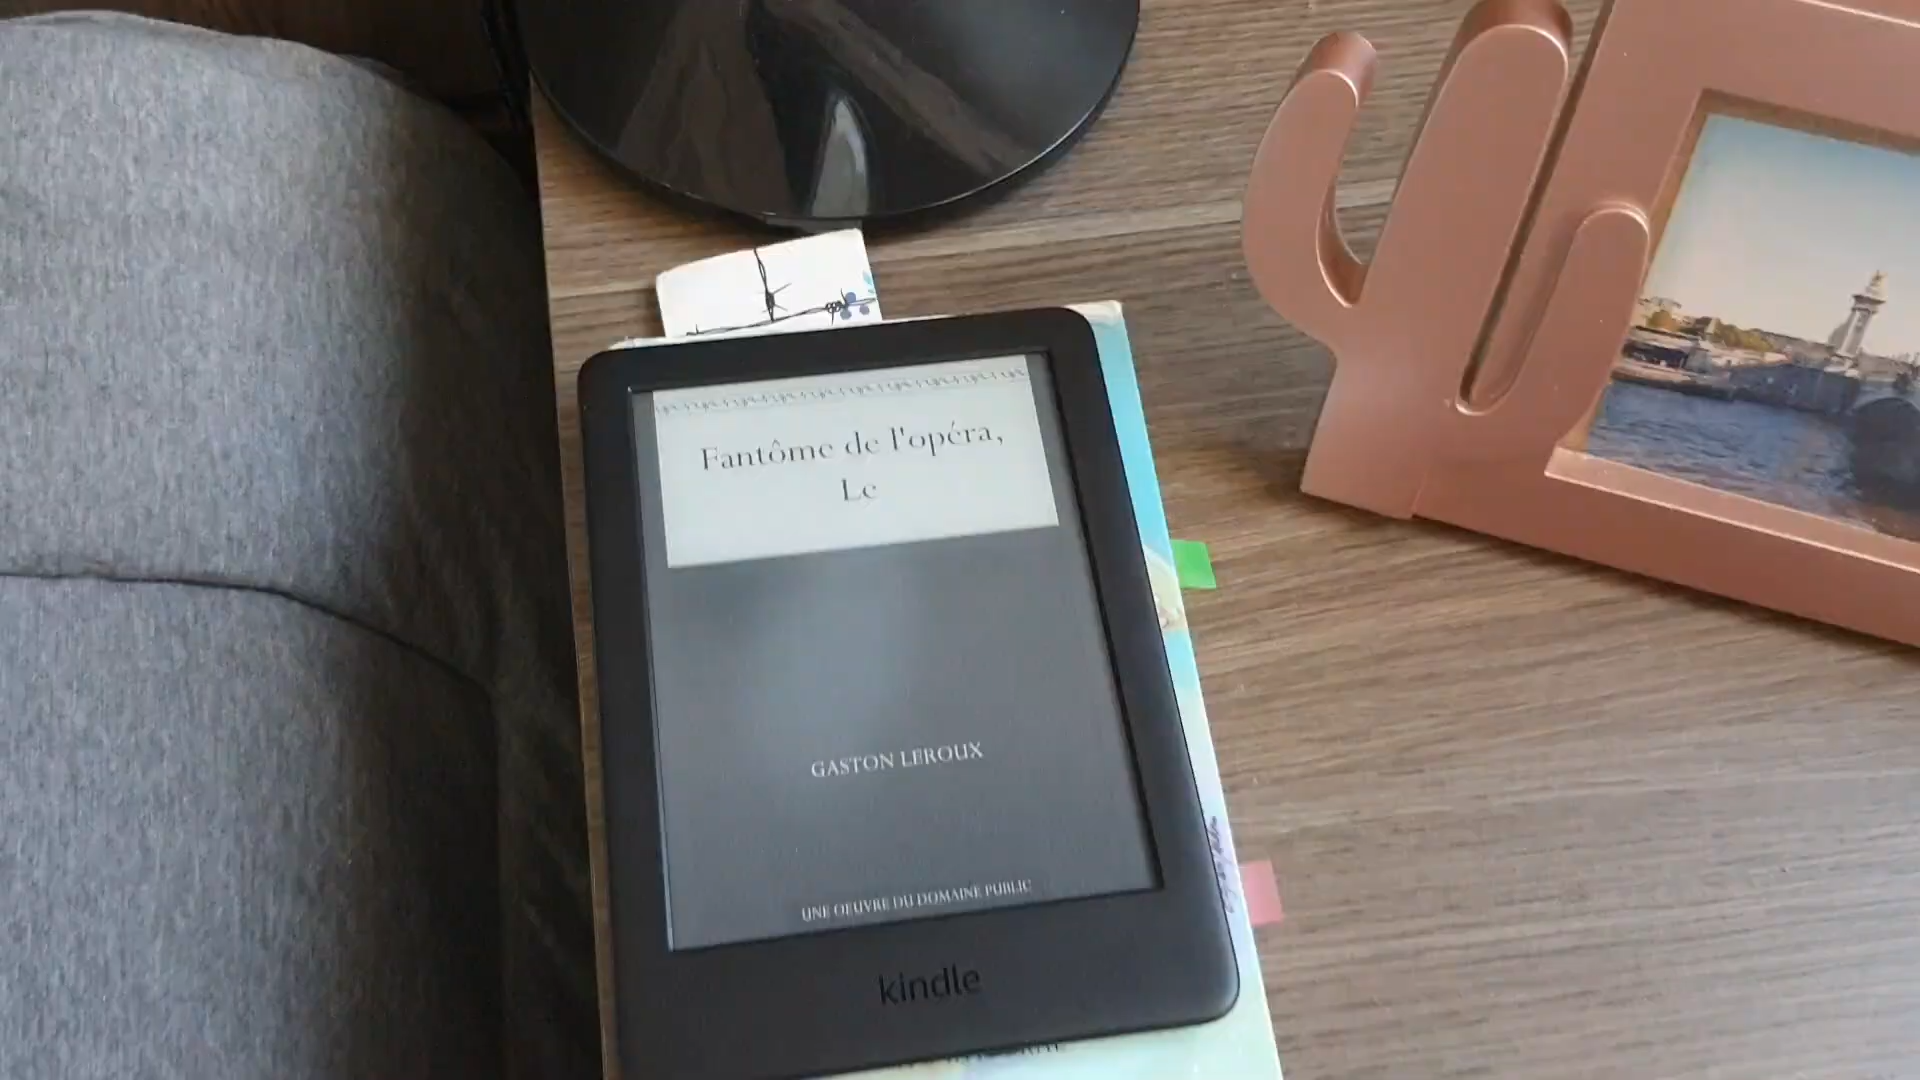 Fantôme de l'opéra,
Le
GASTON LEROUX
UNE OEUVRE DU DOMAINE PUBLIC
kindle